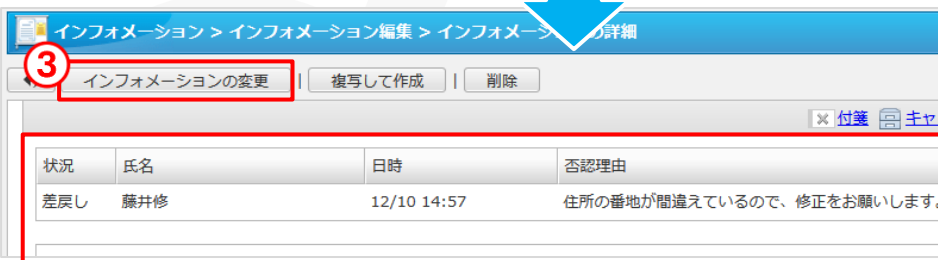 インフォメーション > インフォメーション編集 > インフォメーション の詳細
③
インフォメーションの変更 | 複写して作成 | 削除
付箋 キャ
状況 氏名 日時 否認理由
差戻し 藤井修 12/10 14:57 住所の番地が間違えているので、修正をお願いします。